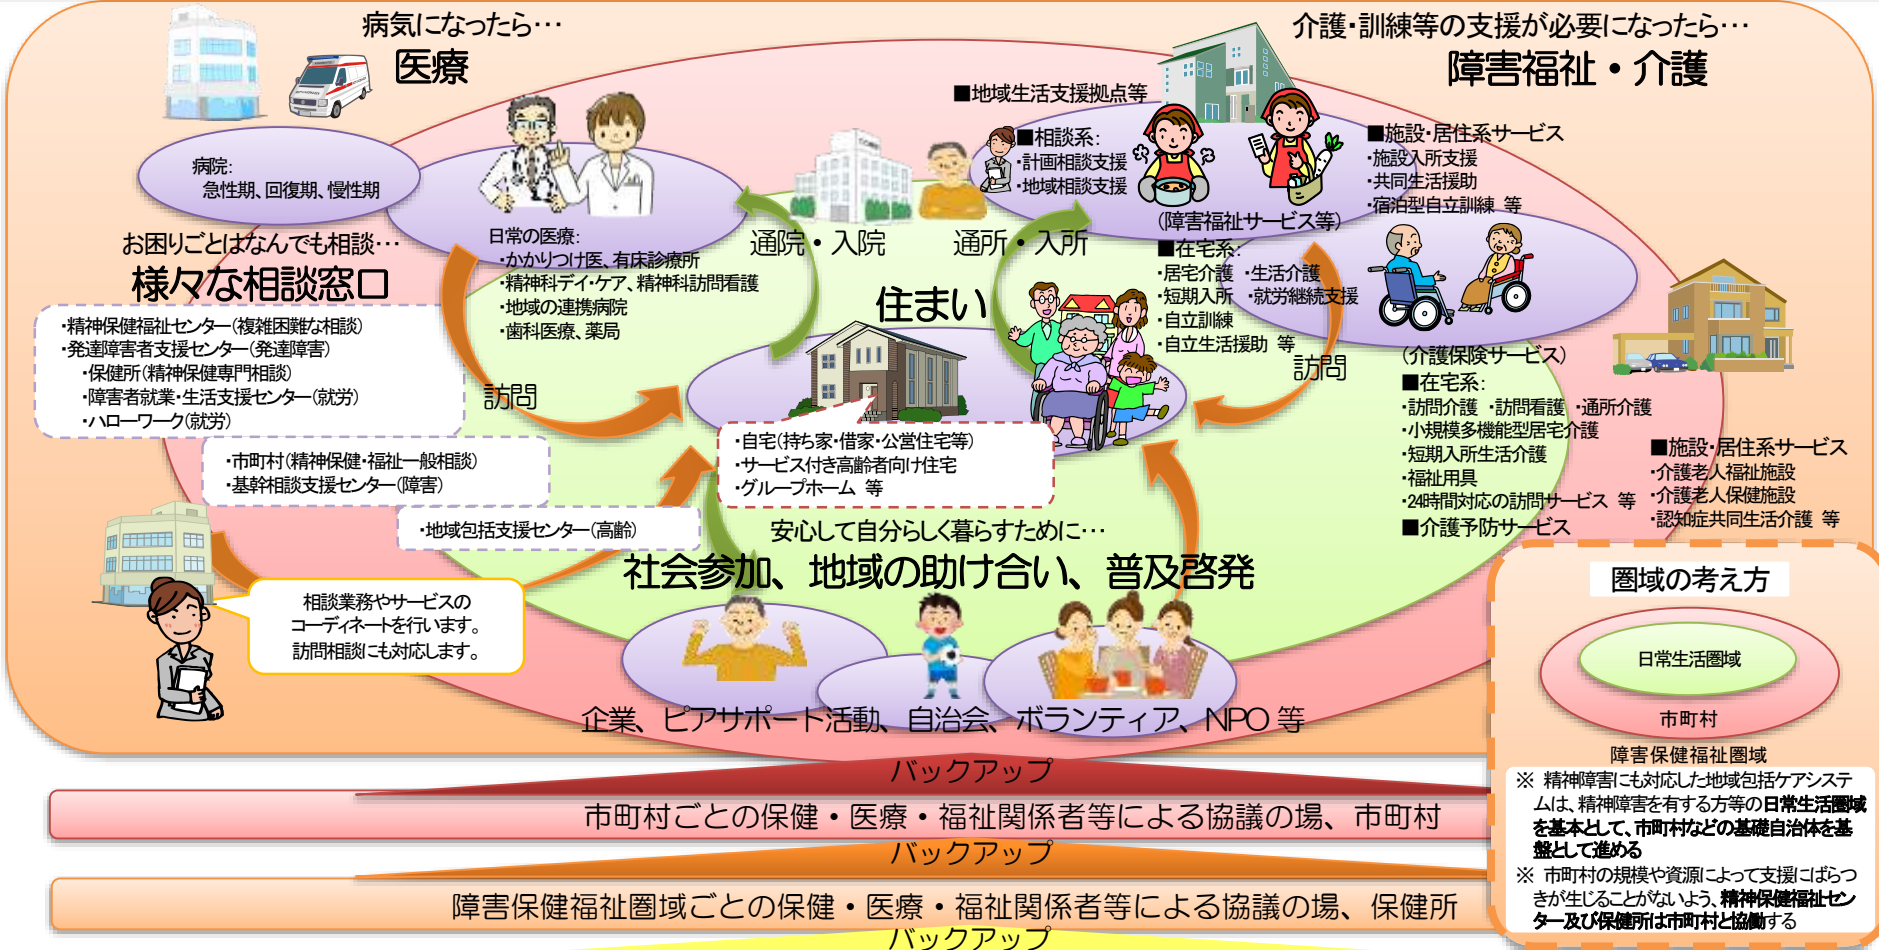 病気になったら…
医療
病院:
急性期、回復期、慢性期
日常の医療:
・かかりつけ医、有床診療所
・精神科デイ・ケア、精神科訪問看護
・地域の連携病院
・歯科医療、薬局
通院・入院
通所・入所
介護・訓練等の支援が必要になったら…
障害福祉・介護
■地域生活支援拠点等
■相談系:
・計画相談支援
・地域相談支援
■施設・居住系サービス
・施設入所支援
・共同生活援助
・宿泊型自立訓練 等
(障害福祉サービス等)
■在宅系:
・居宅介護 ・生活介護
・短期入所 ・就労継続支援
・自立訓練
・自立生活援助 等
訪問
(介護保険サービス)
■在宅系:
・訪問介護 ・訪問看護 ・通所介護
・小規模多機能型居宅介護
・短期入所生活介護
・福祉用具
・24時間対応の訪問サービス 等
■介護予防サービス
■施設・居住系サービス
・介護老人福祉施設
・介護老人保健施設
・認知症共同生活介護 等
お困りごとはなんでも相談…
様々な相談窓口
・精神保健福祉センター(複雑困難な相談)
・発達障害者支援センター(発達障害)
・保健所(精神保健専門相談)
・障害者就業・生活支援センター(就労)
・ハローワーク(就労)
・市町村(精神保健・福祉一般相談)
・基幹相談支援センター(障害)
・地域包括支援センター(高齢)
訪問
住まい
・自宅(持ち家・借家・公営住宅等)
・サービス付き高齢者向け住宅
・グループホーム 等
相談業務やサービスの
コーディネートを行います。
訪問相談にも対応します。
安心して自分らしく暮らすために…
社会参加、地域の助け合い、普及啓発
企業、ピアサポート活動、自治会、ボランティア、NPO 等
バックアップ
市町村ごとの保健・医療・福祉関係者等による協議の場、市町村
バックアップ
障害保健福祉圏域ごとの保健・医療・福祉関係者等による協議の場、保健所
バックアップ
圏域の考え方
日常生活圏域
市町村
障害保健福祉圏域
※ 精神障害にも対応した地域包括ケアシステ
ムは、精神障害を有する方等の日常生活圏域
を基本として、市町村などの基礎自治体を基
盤として進める
※ 市町村の規模や資源によって支援にばらつ
きが生じることがないよう、精神保健福祉セン
ター及び保健所は市町村と協働する